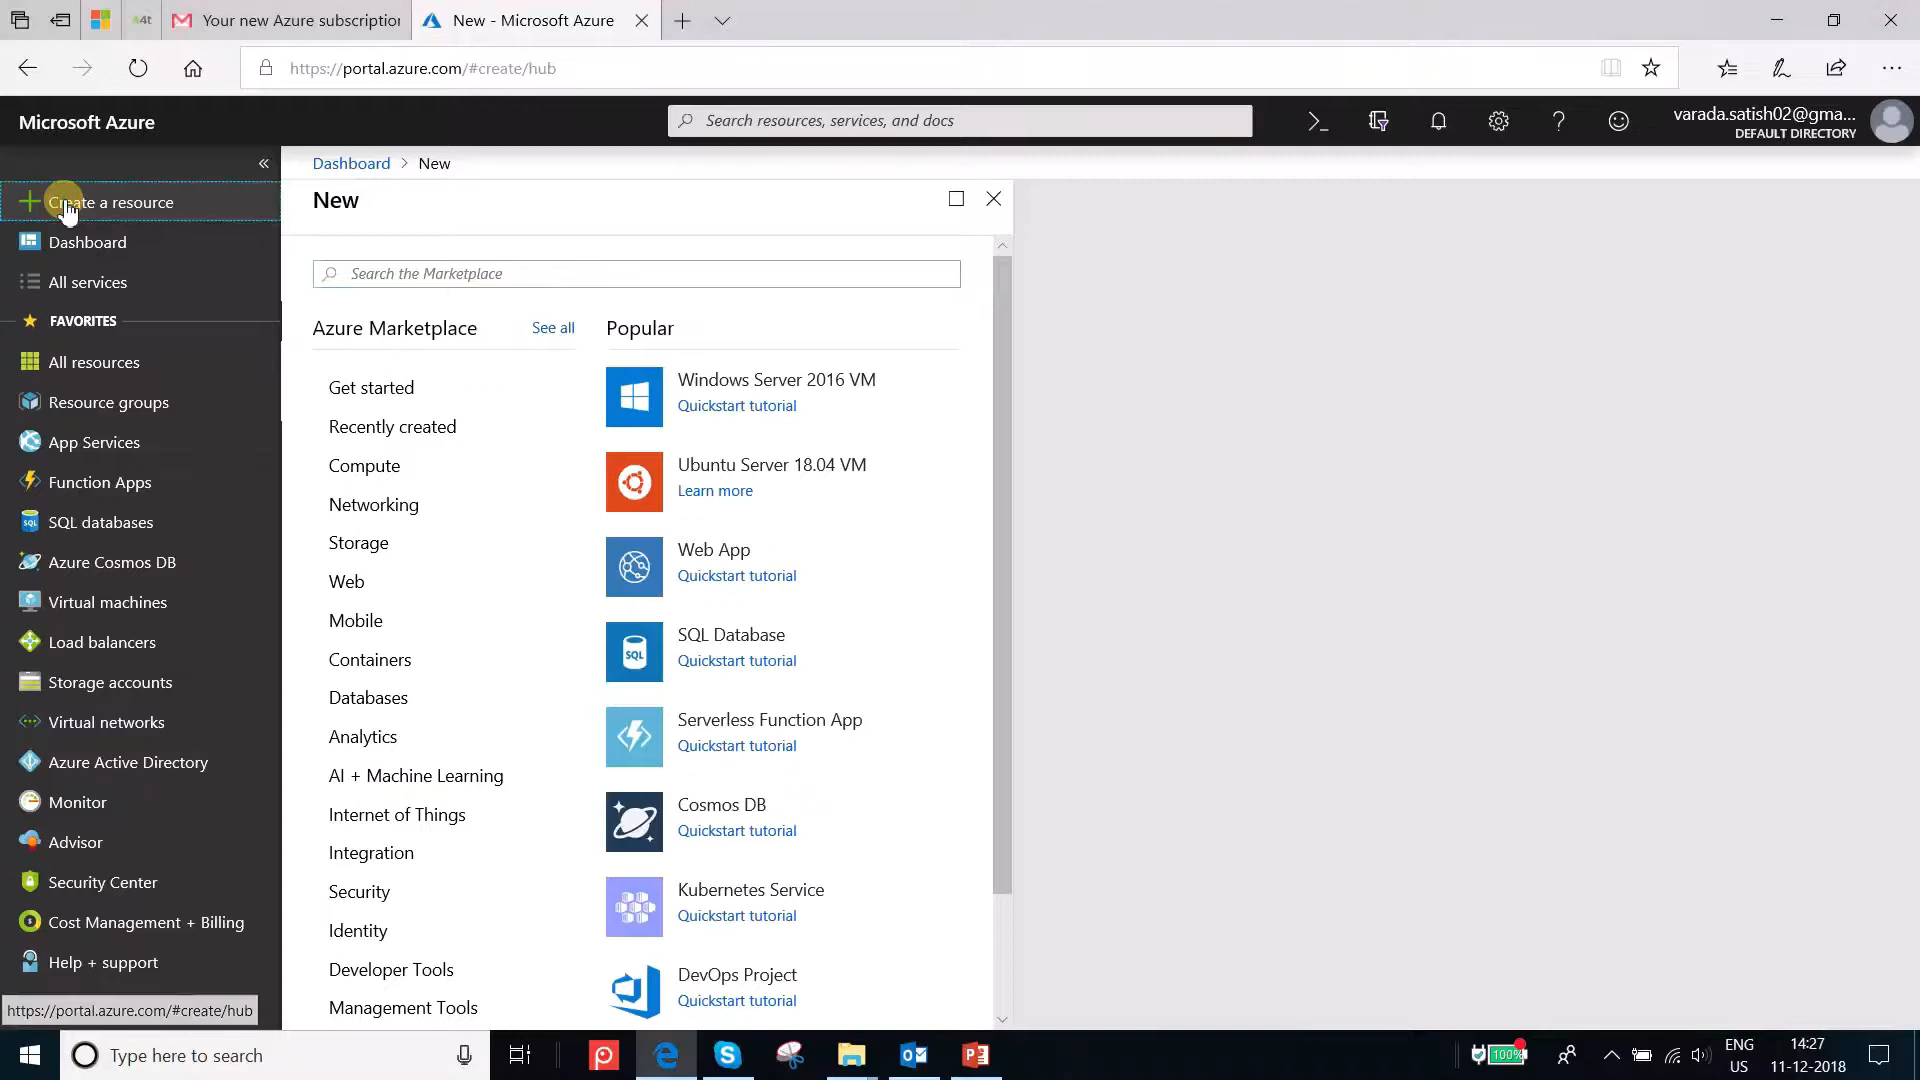 A4t
Your new Azure subscription
New - Microsoft Azure
https://portal.azure.com/#create/hub
Microsoft Azure
Search resources, services, and docs
varada.satish02@gma...
DEFAULT DIRECTORY
Create a resource
Dashboard
All services
FAVORITES
All resources
Resource groups
App Services
Function Apps
SQL databases
Azure Cosmos DB
Virtual machines
Load balancers
Storage accounts
Virtual networks
Azure Active Directory
Monitor
Advisor
Security Center
Cost Management + Billing
Help + support
https://portal.azure.com/#create/hub
Dashboard > New
New
Search the Marketplace
Azure Marketplace
See all
Get started
Recently created
Compute
Networking
Storage
Web
Mobile
Containers
Databases
Analytics
AI + Machine Learning
Internet of Things
Integration
Security
Identity
Developer Tools
Management Tools
Popular
Windows Server 2016 VM
Quickstart tutorial
Ubuntu Server 18.04 VM
Learn more
Web App
Quickstart tutorial
SQL Database
Quickstart tutorial
Serverless Function App
Quickstart tutorial
Cosmos DB
Quickstart tutorial
Kubernetes Service
Quickstart tutorial
DevOps Project
Quickstart tutorial
Type here to search
100%
ENG
US
14:27
11-12-2018